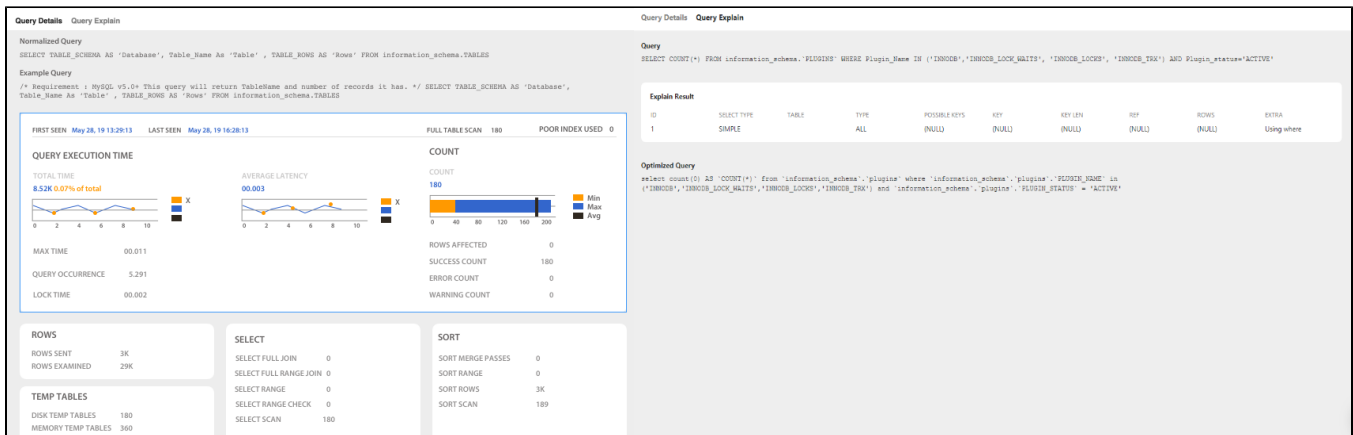 Query Details Query Explain
Normalized Query
SELECT TABLE_SCHEMA AS 'Database', Table_Name As 'Table' , TABLE_ROWS AS 'Rows' FROM information_schema.TABLES
Example Query
/* Requirement : MySQL v5.0+ This query will return TableName and number of records it has. */ SELECT TABLE_SCHEMA AS 'Database',
Table_Name As 'Table' , TABLE_ROWS AS 'Rows' FROM information_schema.TABLES
FIRST SEEN May 28, 19 13:29:13 LAST SEEN May 28, 19 16:28:13 FULL TABLE SCAN 180 POOR INDEX USED 0
QUERY EXECUTION TIME
TOTAL TIME
8.52K 0.07% of total
X
0 2 4 6 8 10
AVERAGE LATENCY
00.003
X
0 2 4 6 8 10
MAX TIME 00.011
QUERY OCCURRENCE 5.291
LOCK TIME 00.002
COUNT
COUNT
180
Min
Max
Avg
0 40 80 120 160 200
ROWS AFFECTED 0
SUCCESS COUNT 180
ERROR COUNT 0
WARNING COUNT 0
ROWS
ROWS SENT 3K
ROWS EXAMINED 29K
TEMP TABLES
DISK TEMP TABLES 180
MEMORY TEMP TABLES 360
SELECT
SELECT FULL JOIN 0
SELECT FULL RANGE JOIN 0
SELECT RANGE 0
SELECT RANGE CHECK 0
SELECT SCAN 180
SORT
SORT MERGE PASSES 0
SORT RANGE 0
SORT ROWS 3K
SORT SCAN 189
Query Details Query Explain
Query
SELECT COUNT(*) FROM information_schema.`PLUGINS` WHERE Plugin_Name IN ('INNODB','INNODB_LOCK_WAITS', 'INNODB_LOCKS', 'INNODB_TRX') AND Plugin_status='ACTIVE'
Explain Result
ID SELECT TYPE TABLE TYPE POSSIBLE KEYS KEY KEY LEN REF ROWS EXTRA
1 SIMPLE ALL (NULL) (NULL) (NULL) (NULL) (NULL) Using where
Optimized Query
select count(0) AS `COUNT(*)` from `information_schema`.`plugins` where `information_schema`.`plugins`.`PLUGIN_NAME` in
('INNODB','INNODB_LOCK_WAITS','INNODB_LOCKS','INNODB_TRX') and `information_schema`.`plugins`.`PLUGIN_STATUS` = 'ACTIVE'